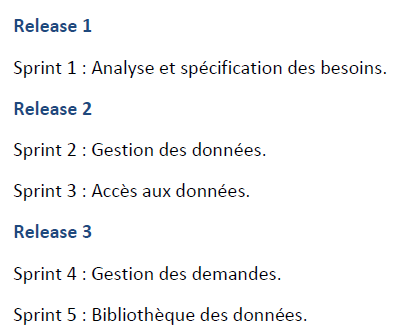 Release 1
Sprint 1 : Analyse et spécification des besoins.
Release 2
Sprint 2 : Gestion des données.
Sprint 3 : Accès aux données.
Release 3
Sprint 4 : Gestion des demandes.
Sprint 5 : Bibliothèque des données.